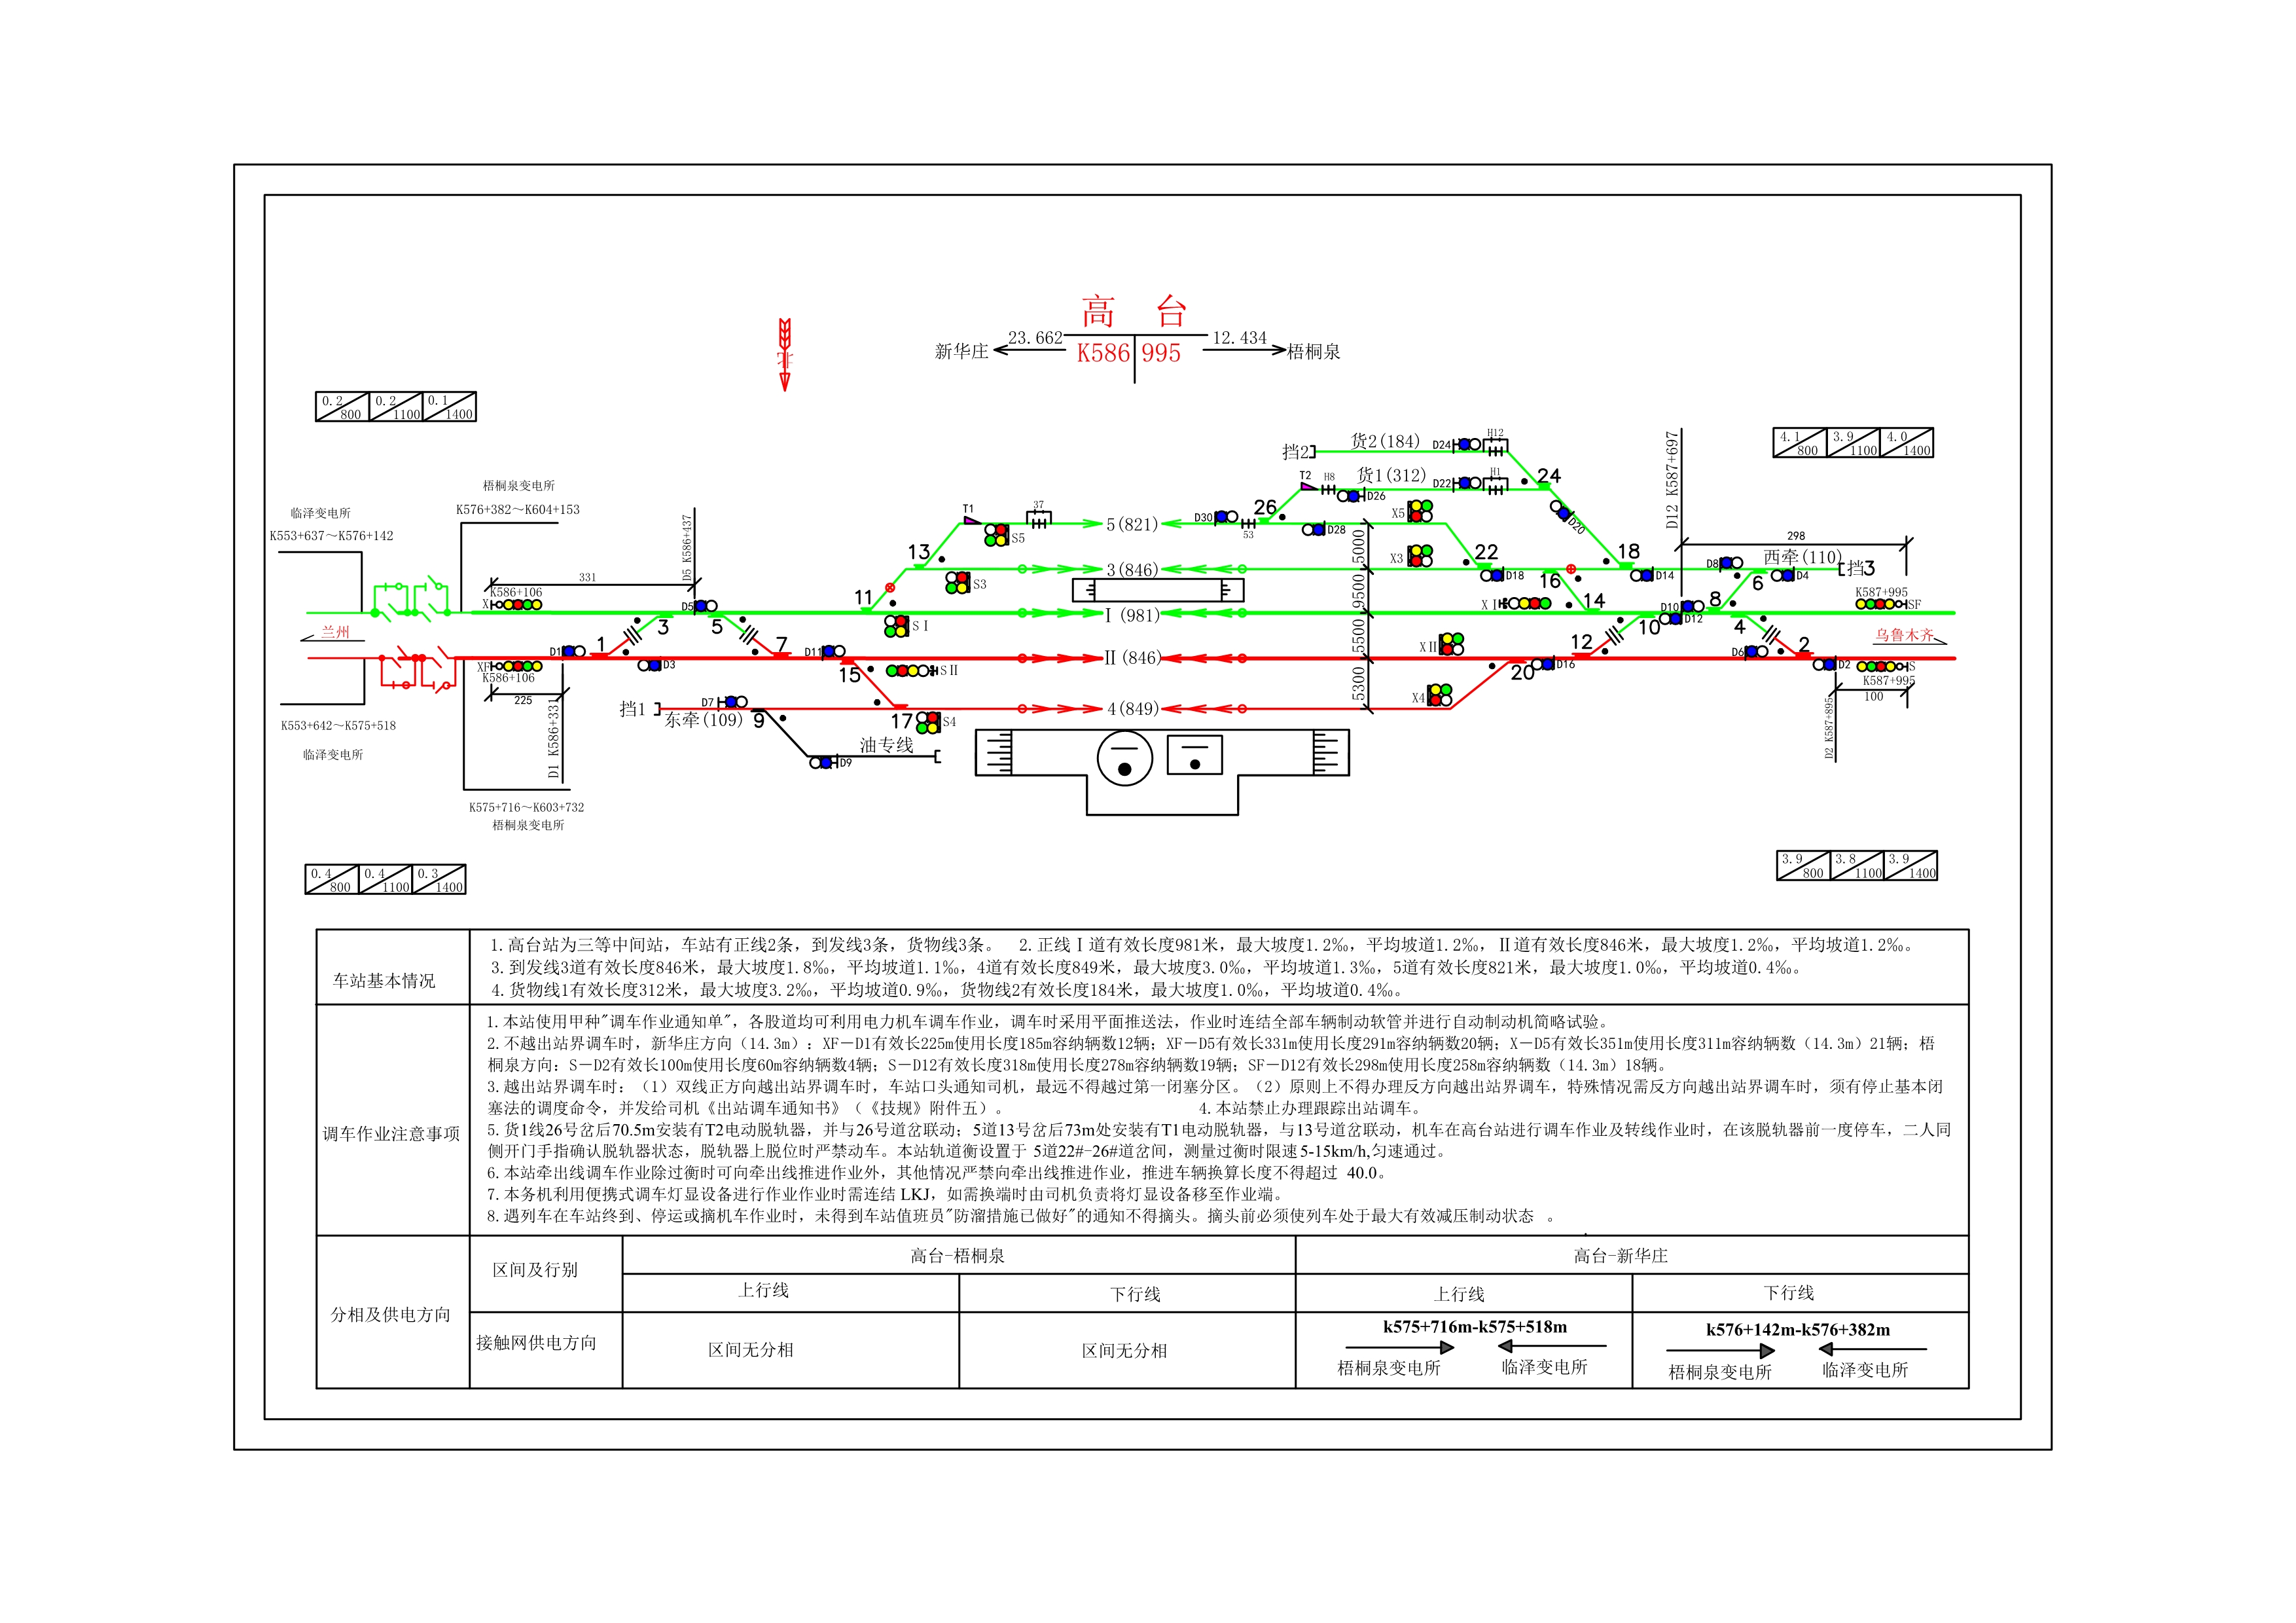 高 台
新华庄
23.662
K586
995
12.434
梧桐泉
北
0.2
800
0.2
1100
0.1
1400
4.1
800
3.9
1100
4.0
1400
梧桐泉变电所
K576+382～K604+153
临泽变电所
K553+637～K576+142
331
K586+106
X
D5 K586+437
D5
兰州
XF
K586+106
225
D1
D1 K586+331
K553+642～K575+518
临泽变电所
K575+716～K603+732
梧桐泉变电所
1
3
5
7
D3
D11
11
13
15
17
T1
37
S5
S3
SⅠ
SⅡ
S4
挡1
D7
东牵(109)
9
油专线
D9
5(821)
3(846)
Ⅰ(981)
Ⅱ(846)
4(849)
挡2
货2(184)
D24
H12
T2
H8
货1(312)
D22
H1
24
D26
D30
53
26
D28
X5
X3
5000
9500
5500
5300
22
D18
D20
18
D14
16
14
XⅠ
XⅡ
X4
20
D16
12
10
D12 K587+697
D10
D12
8
D8
6
D4
西牵(110)
挡3
298
K587+995
SF
4
2
D6
D2
乌鲁木齐
S
K587+995
100
D2 K587+895
0.4
800
0.4
1100
0.3
1400
3.9
800
3.8
1100
3.9
1400
车站基本情况
1.高台站为三等中间站，车站有正线2条，到发线3条，货物线3条。 2.正线Ⅰ道有效长度981米，最大坡度1.2‰，平均坡道1.2‰，Ⅱ道有效长度846米，最大坡度1.2‰，平均坡道1.2‰。
3.到发线3道有效长度846米，最大坡度1.8‰，平均坡道1.1‰，4道有效长度849米，最大坡度3.0‰，平均坡道1.3‰，5道有效长度821米，最大坡度1.0‰，平均坡道0.4‰。
4.货物线1有效长度312米，最大坡度3.2‰，平均坡道0.9‰，货物线2有效长度184米，最大坡度1.0‰，平均坡道0.4‰。
调车作业注意事项
1.本站使用甲种"调车作业通知单"，各股道均可利用电力机车调车作业，调车时采用平面推送法，作业时连结全部车辆制动软管并进行自动制动机简略试验。
2.不越出站界调车时，新华庄方向（14.3m）：XF－D1有效长225m使用长度185m容纳辆数12辆；XF－D5有效长331m使用长度291m容纳辆数20辆；X－D5有效长351m使用长度311m容纳辆数（14.3m）21辆；梧
桐泉方向：S－D2有效长100m使用长度60m容纳辆数4辆；S－D12有效长度318m使用长度278m容纳辆数19辆；SF－D12有效长298m使用长度258m容纳辆数（14.3m）18辆。
3.越出站界调车时：（1）双线正方向越出站界调车时，车站口头通知司机，最远不得越过第一闭塞分区。（2）原则上不得办理反方向越出站界调车，特殊情况需反方向越出站界调车时，须有停止基本闭
塞法的调度命令，并发给司机《出站调车通知书》（《技规》附件五）。 4.本站禁止办理跟踪出站调车。
5.货1线26号岔后70.5m安装有T2电动脱轨器，并与26号道岔联动；5道13号岔后73m处安装有T1电动脱轨器，与13号道岔联动，机车在高台站进行调车作业及转线作业时，在该脱轨器前一度停车，二人同
侧开门手指确认脱轨器状态，脱轨器上脱位时严禁动车。本站轨道衡设置于 5道22#-26#道岔间，测量过衡时限速5-15km/h,匀速通过。
6.本站牵出线调车作业除过衡时可向牵出线推进作业外，其他情况严禁向牵出线推进作业，推进车辆换算长度不得超过 40.0。
7.本务机利用便携式调车灯显设备进行作业作业时需连结 LKJ，如需换端时由司机负责将灯显设备移至作业端。
8.遇列车在车站终到、停运或摘机车作业时，未得到车站值班员"防溜措施已做好"的通知不得摘头。摘头前必须使列车处于最大有效减压制动状态 。
分相及供电方向
区间及行别
高台-梧桐泉
高台-新华庄
上行线
下行线
上行线
下行线
接触网供电方向
区间无分相
区间无分相
k575+716m-k575+518m
梧桐泉变电所
临泽变电所
k576+142m-k576+382m
梧桐泉变电所
临泽变电所